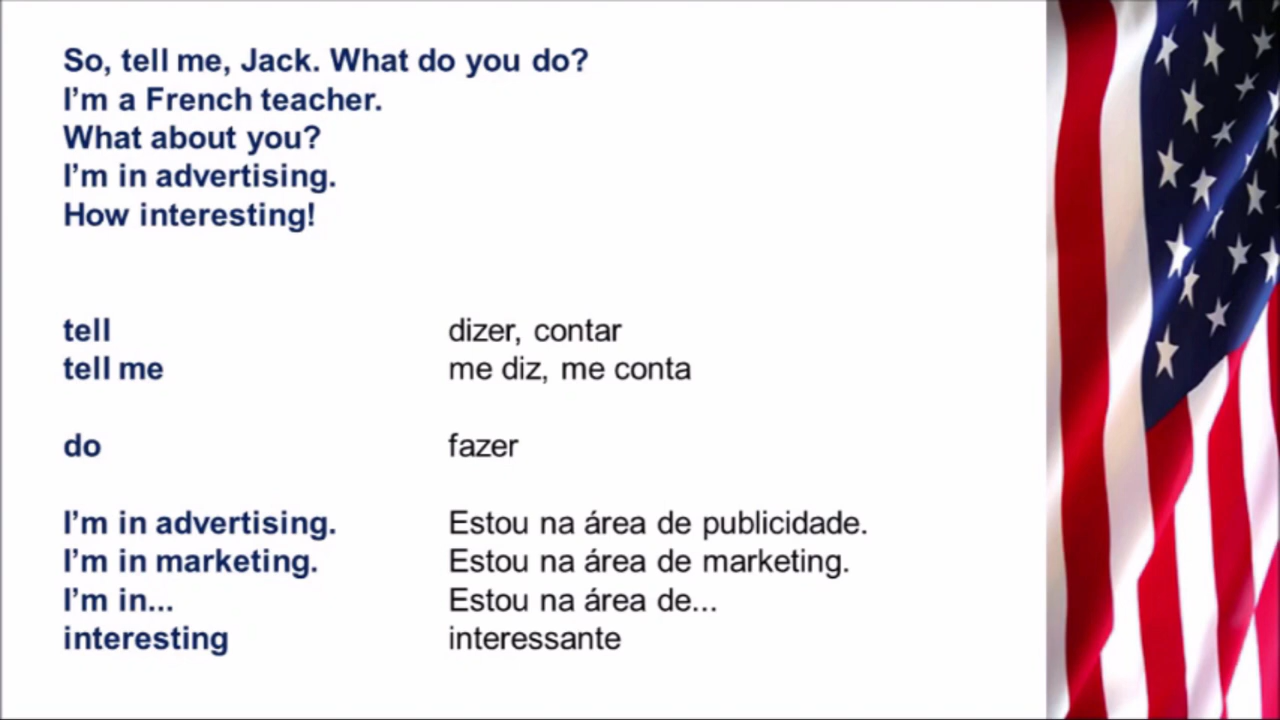 So, tell me, Jack. What do you do?
I'm a French teacher.
What about you?
I'm in advertising.
How interesting!
tell dizer, contar
tell me me diz, me conta
do fazer
I'm in advertising. Estou na área de publicidade.
I'm in marketing. Estou na área de marketing.
I'm in... Estou na área de...
interesting interessante